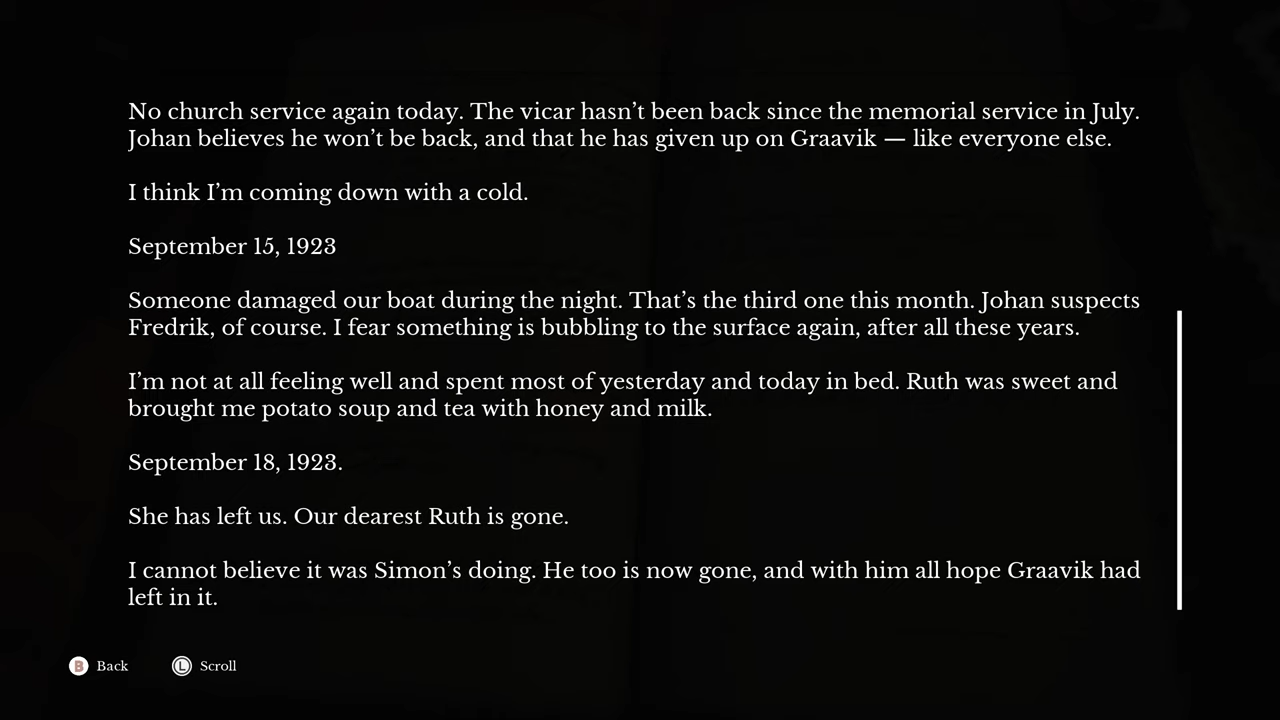 No church service again today. The vicar hasn’t been back since the memorial service in July.
Johan believes he won’t be back, and that he has given up on Graavik — like everyone else.
I think I’m coming down with a cold.
September 15, 1923
Someone damaged our boat during the night. That’s the third one this month. Johan suspects
Fredrik, of course. I fear something is bubbling to the surface again, after all these years.
I’m not at all feeling well and spent most of yesterday and today in bed. Ruth was sweet and
brought me potato soup and tea with honey and milk.
September 18, 1923.
She has left us. Our dearest Ruth is gone.
I cannot believe it was Simon’s doing. He too is now gone, and with him all hope Graavik had
left in it.
B Back L Scroll